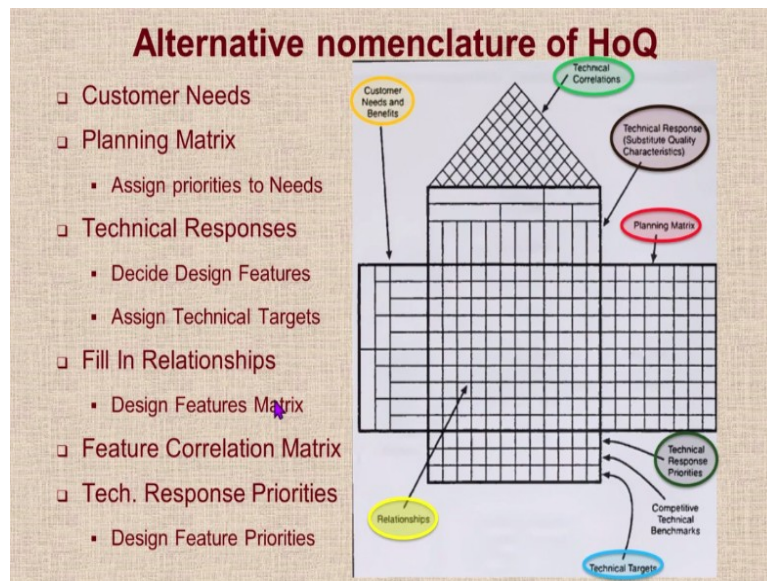 Alternative nomenclature of HoQ
Customer Needs
Planning Matrix
Assign priorities to Needs
Technical Responses
Decide Design Features
Assign Technical Targets
Fill In Relationships
Design Features Matrix
Feature Correlation Matrix
Tech. Response Priorities
Design Feature Priorities
Technical
Correlations
Customer
Needs and
Benefits
Technical Response
(Substitute Quality
Characteristics)
Planning Matrix
Relationships
Technical
Response
Priorities
Competitive
Technical
Benchmarks
Technical Targets